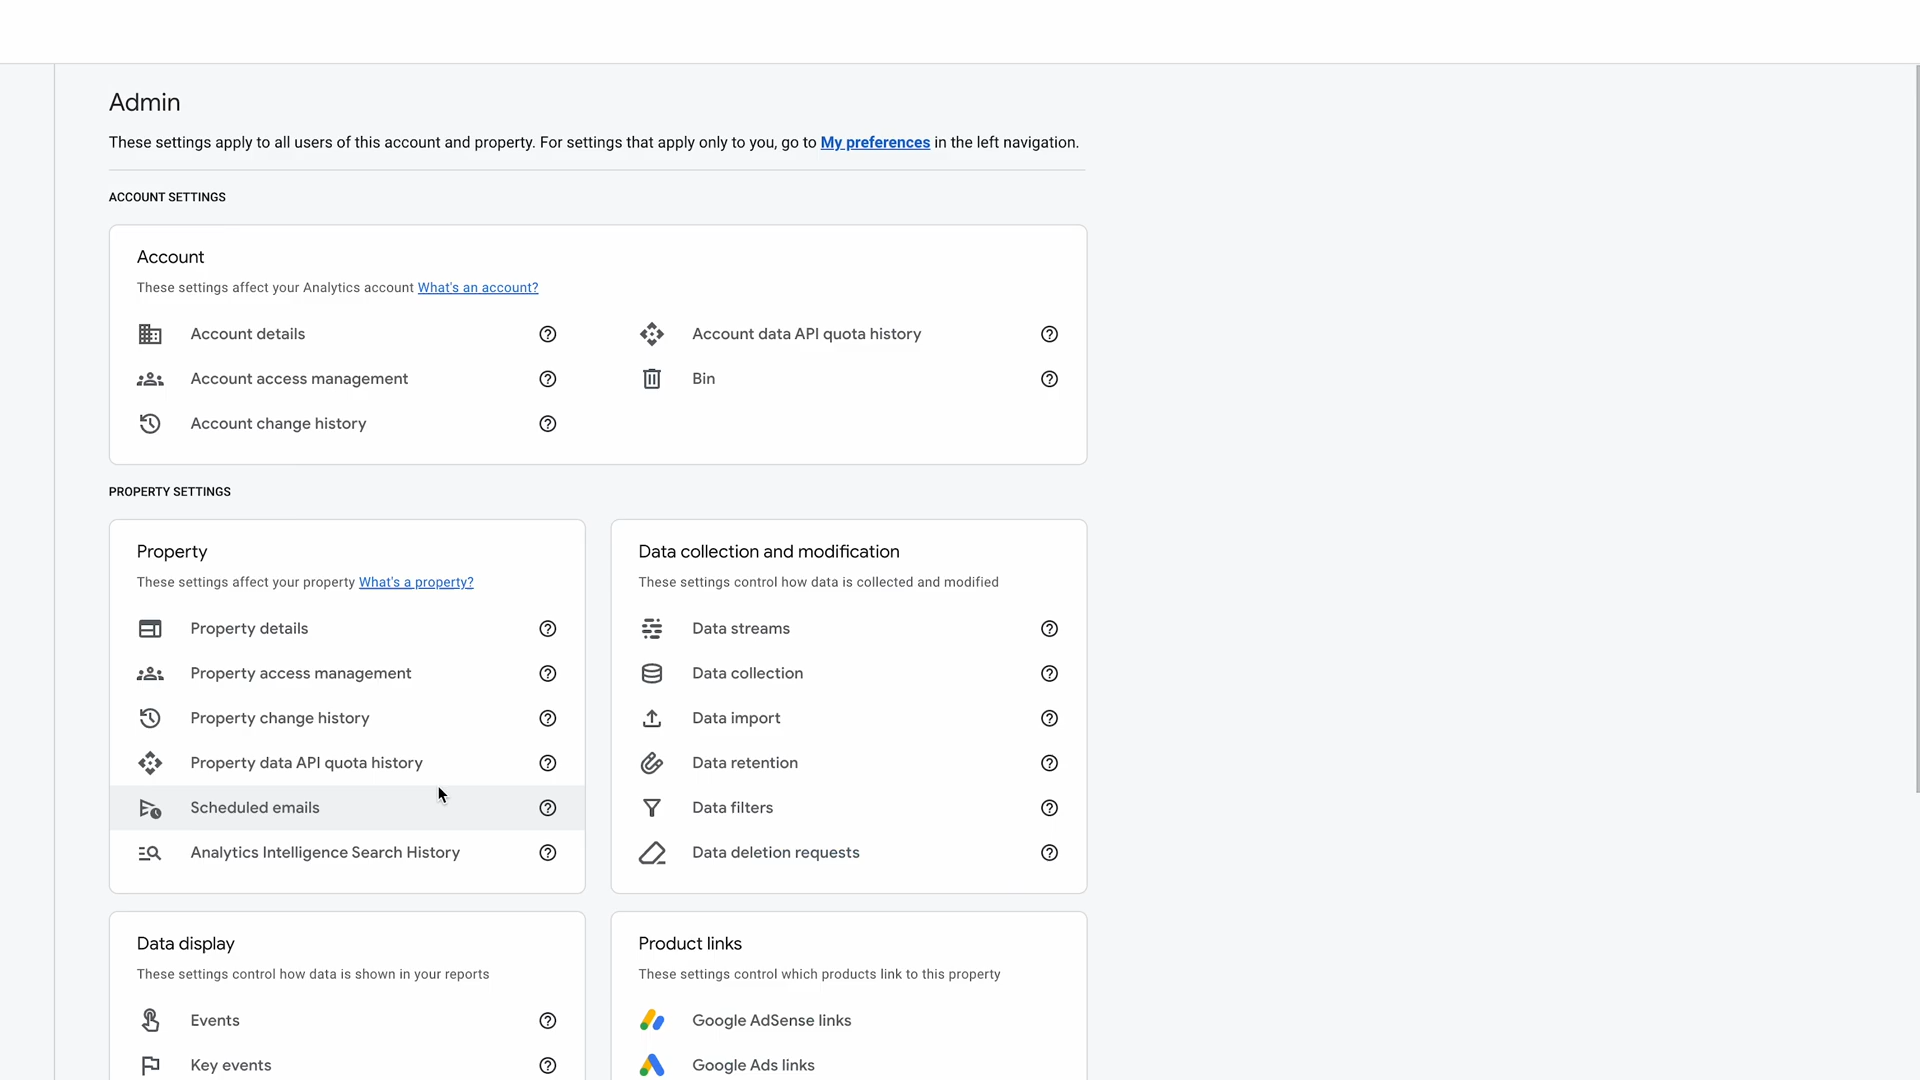 Admin
These settings apply to all users of this account and property. For settings that apply only to you, go to My preferences in the left navigation.
ACCOUNT SETTINGS
Account
These settings affect your Analytics account What's an account?
Account details
Account data API quota history
Account access management
Bin
Account change history
PROPERTY SETTINGS
Property
These settings affect your property What's a property?
Property details
Property access management
Property change history
Property data API quota history
Scheduled emails
Analytics Intelligence Search History
Data collection and modification
These settings control how data is collected and modified
Data streams
Data collection
Data import
Data retention
Data filters
Data deletion requests
Data display
These settings control how data is shown in your reports
Events
Key events
Product links
These settings control which products link to this property
Google AdSense links
Google Ads links